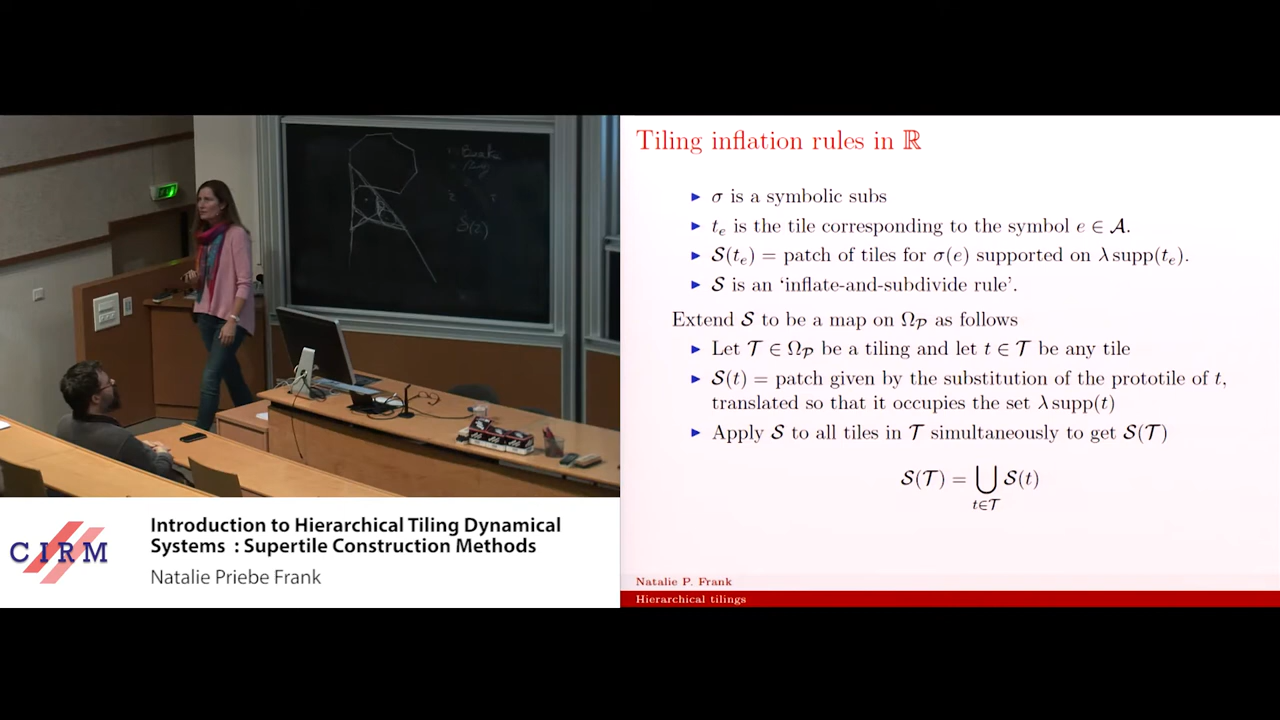 Tiling inflation rules in ℝ
▶ σ is a symbolic subs
▶ t_e is the tile corresponding to the symbol e ∈ 𝒜.
▶ 𝒮(t_e) = patch of tiles for σ(e) supported on λ supp(t_e).
▶ 𝒮 is an ‘inflate-and-subdivide rule’.
Extend 𝒮 to be a map on Ω_𝒫 as follows
▶ Let 𝒯 ∈ Ω_𝒫 be a tiling and let t ∈ 𝒯 be any tile
▶ 𝒮(t) = patch given by the substitution of the prototile of t,
translated so that it occupies the set λ supp(t)
▶ Apply 𝒮 to all tiles in 𝒯 simultaneously to get 𝒮(𝒯)
𝒮(𝒯) = ⋃_{t∈𝒯} 𝒮(t)
Natalie P. Frank
Hierarchical tilings
CIRM
Introduction to Hierarchical Tiling Dynamical
Systems : Supertile Construction Methods
Natalie Priebe Frank